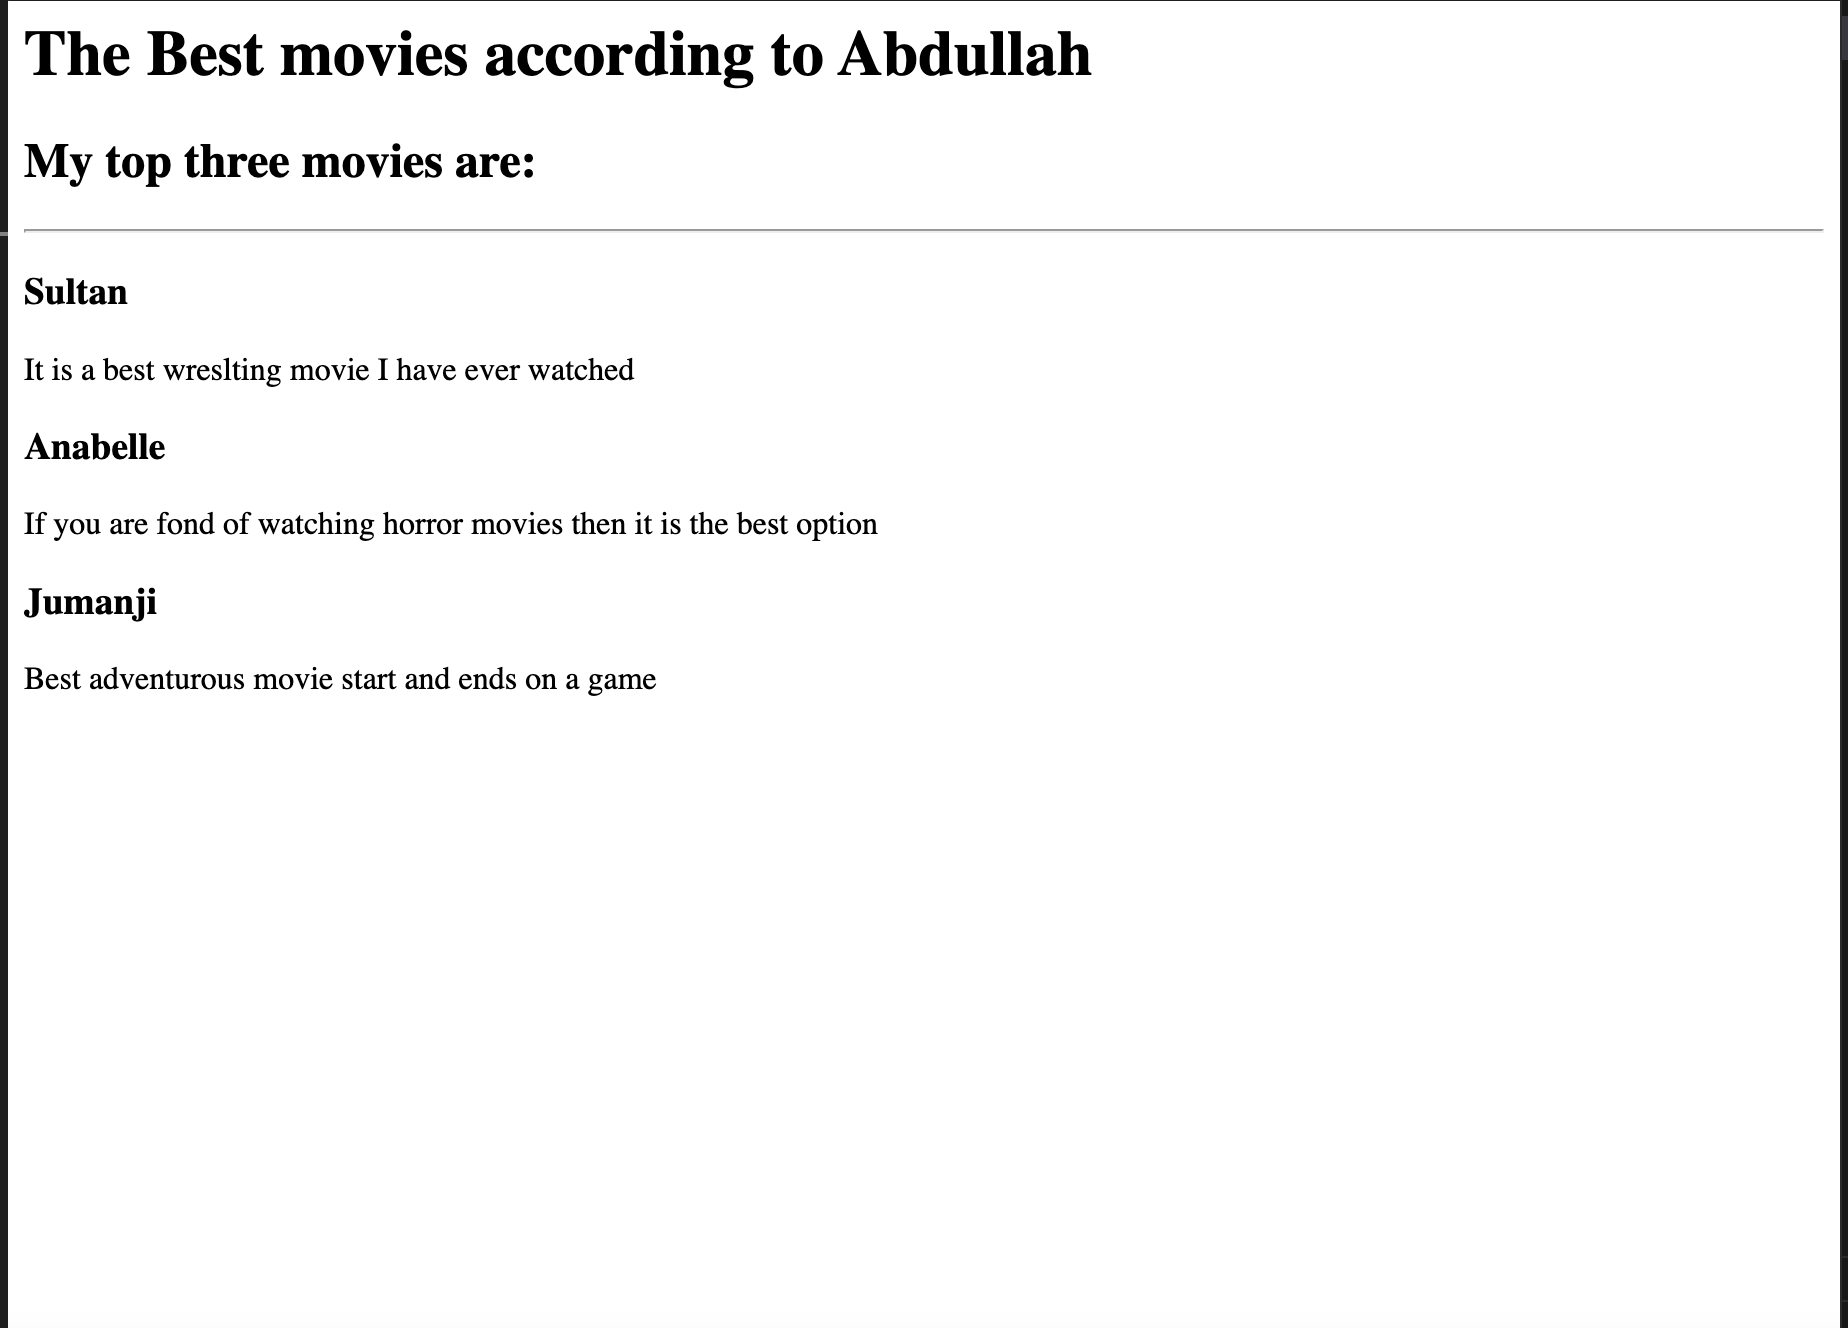 The Best movies according to Abdullah
My top three movies are:
Sultan
It is a best wreslting movie I have ever watched
Anabelle
If you are fond of watching horror movies then it is the best option
Jumanji
Best adventurous movie start and ends on a game